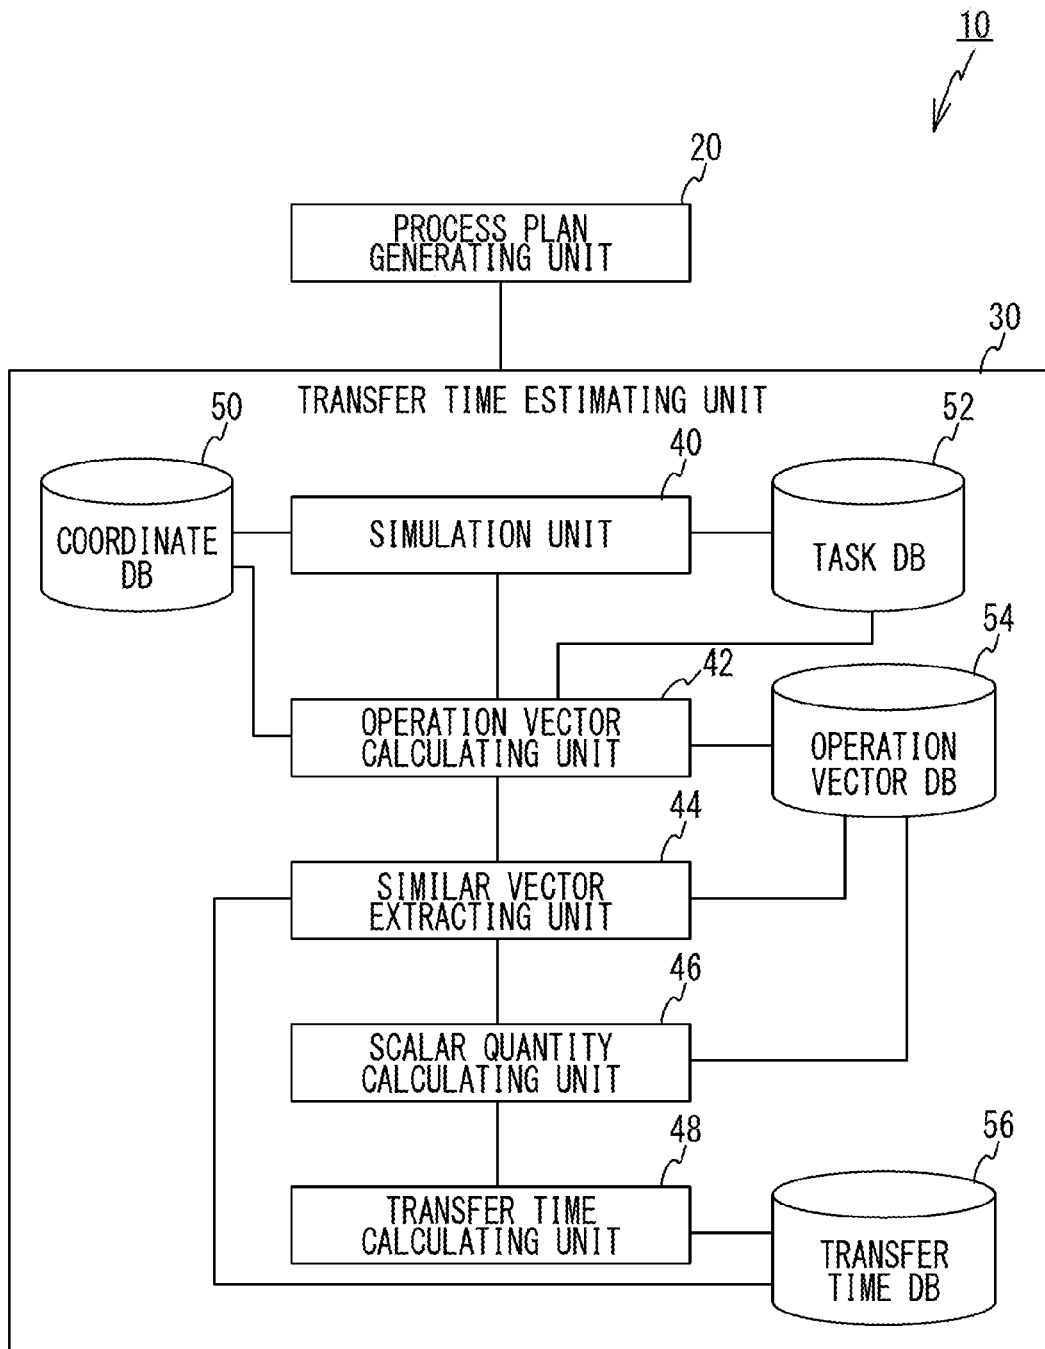 10
20
PROCESS PLAN
GENERATING UNIT
30
TRANSFER TIME ESTIMATING UNIT
50
COORDINATE
DB
40
SIMULATION UNIT
52
TASK DB
42
OPERATION VECTOR
CALCULATING UNIT
54
OPERATION
VECTOR DB
44
SIMILAR VECTOR
EXTRACTING UNIT
46
SCALAR QUANTITY
CALCULATING UNIT
48
TRANSFER TIME
CALCULATING UNIT
56
TRANSFER
TIME DB